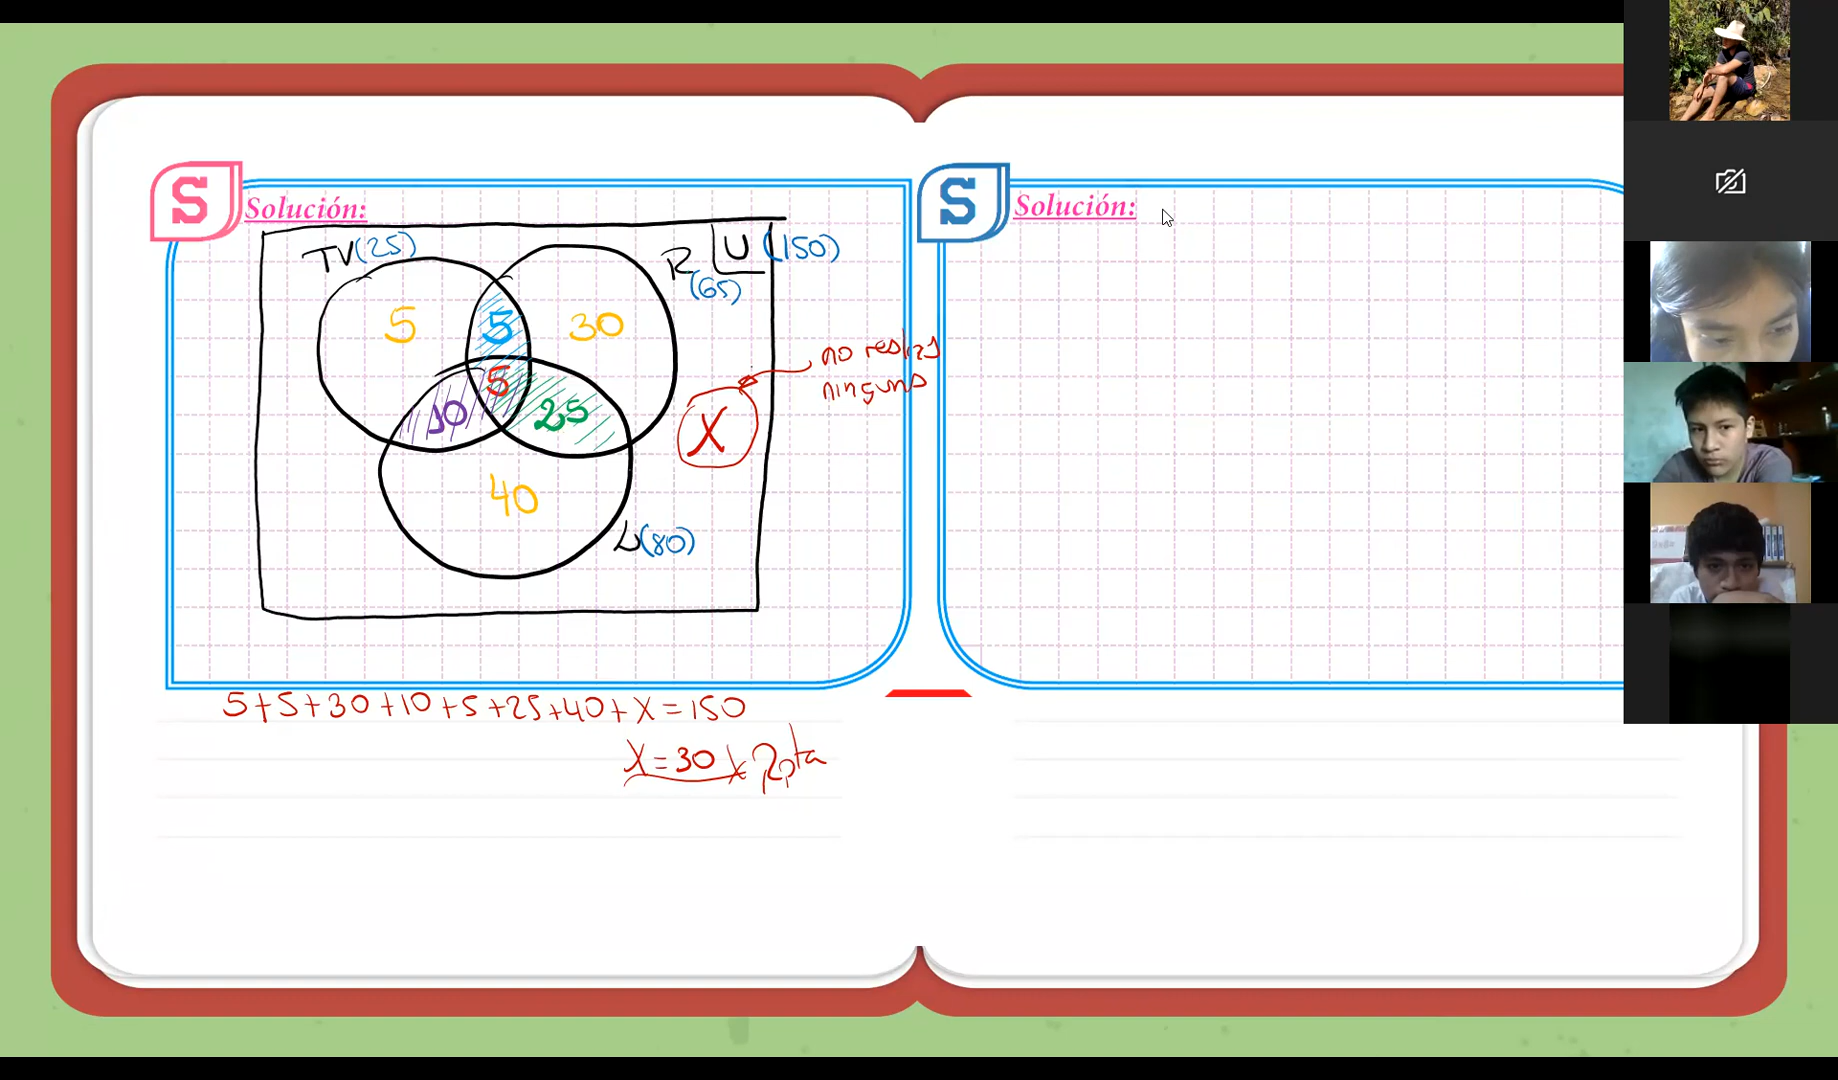 S Solución:
TV(25)
R (65)
U (150)
5 5 30
5
10 25
X
no realiza
ninguno
40
L(80)
5+5+30+10+5+25+40+X=150
X=30 Rpta
S Solución: